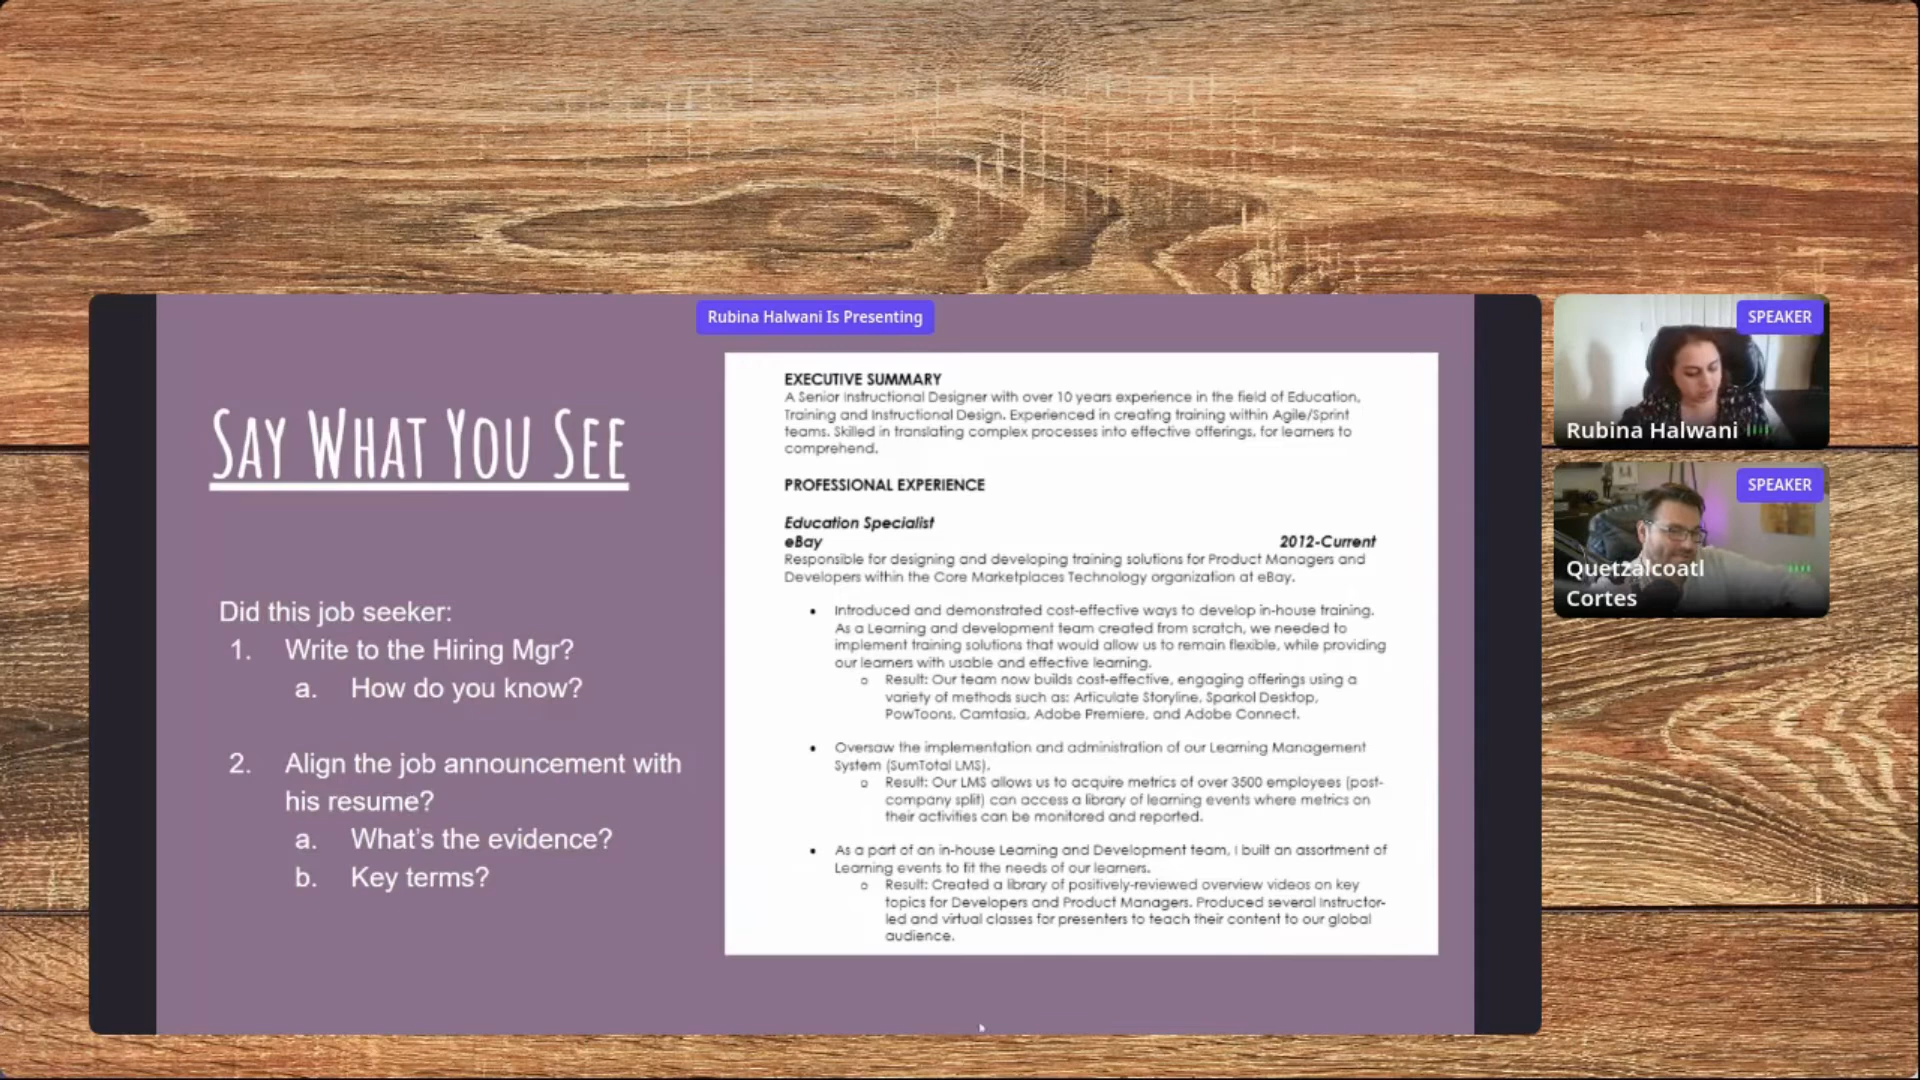 Rubina Halwani Is Presenting
SAY WHAT YOU SEE
Did this job seeker:
1. Write to the Hiring Mgr?
a. How do you know?
2. Align the job announcement with
his resume?
a. What's the evidence?
b. Key terms?
EXECUTIVE SUMMARY
A Senior Instructional Designer with over 10 years experience in the field of Education,
Training and Instructional Design. Experienced in creating training within Agile/Sprint
teams. Skilled in translating complex processes into effective offerings, for learners to
comprehend.
PROFESSIONAL EXPERIENCE
Education Specialist
eBay 2012-Current
Responsible for designing and developing training solutions for Product Managers and
Developers within the Core Marketplaces Technology organization at eBay.
• Introduced and demonstrated cost-effective ways to develop in-house training.
As a Learning and development team created from scratch, we needed to
implement training solutions that would allow us to remain flexible, while providing
our learners with usable and effective learning.
o Result: Our team now builds cost-effective, engaging offerings using a
variety of methods such as: Articulate Storyline, Sparkol Desktop,
PowToons, Camtasia, Adobe Premiere, and Adobe Connect.
• Oversaw the implementation and administration of our Learning Management
System (SumTotal LMS).
o Result: Our LMS allows us to acquire metrics of over 3500 employees (post-
company split) can access a library of learning events where metrics on
their activities can be monitored and reported.
• As a part of an in-house Learning and Development team, I built an assortment of
Learning events to fit the needs of our learners.
o Result: Created a library of positively-reviewed overview videos on key
topics for Developers and Product Managers. Produced several Instructor-
led and virtual classes for presenters to teach their content to our global
audience.
SPEAKER
Rubina Halwani
SPEAKER
Quetzalcoatl
Cortes